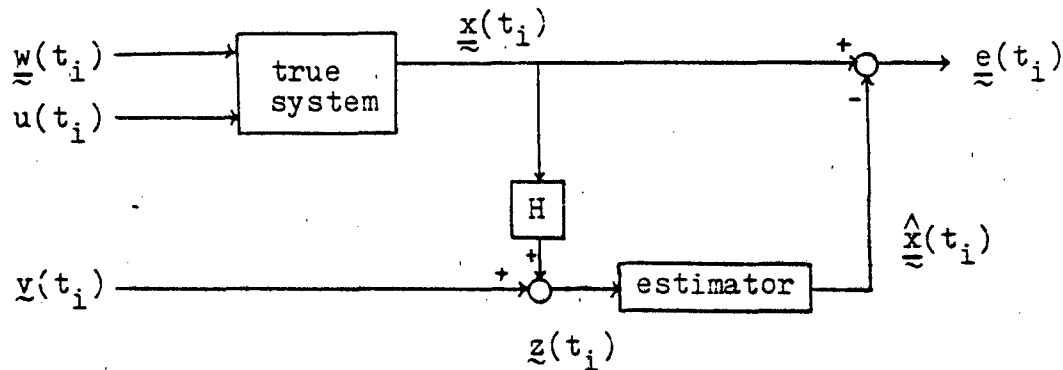 x(t_i)
w(t_i)
true
system
u(t_i)
+
-
e(t_i)
H
+
x̂(t_i)
v(t_i)
+
estimator
z(t_i)